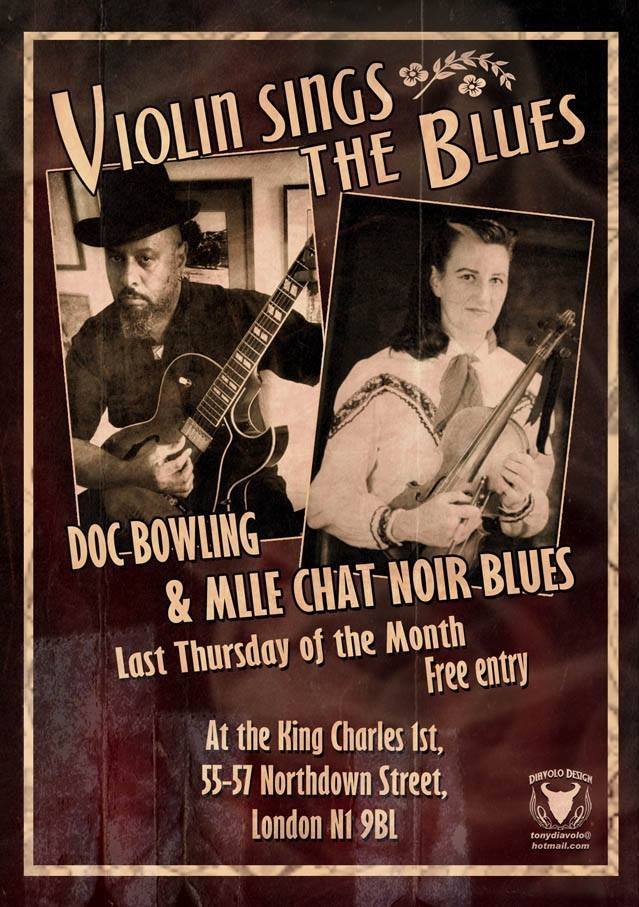 Violin sings
the Blues
DOC BOWLING
& MLLE CHAT NOIR BLUES
Last Thursday of the Month
Free entry
At the King Charles 1st,
55-57 Northdown Street,
London N1 9BL
DIAVOLO DESIGN
tonydiavolo@
hotmail.com